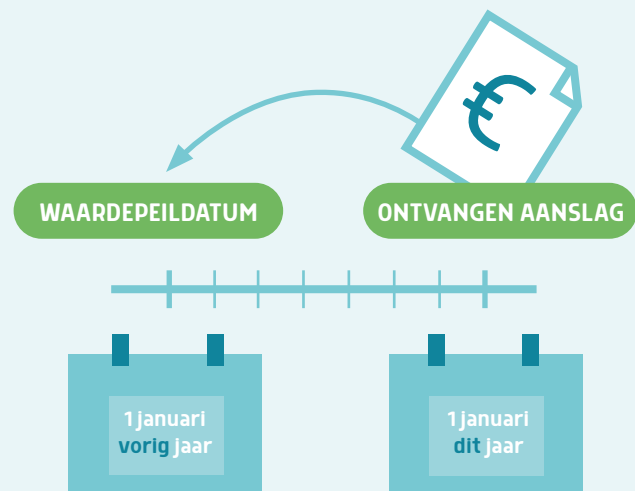 €
WAARDEPEILDATUM
ONTVANGEN AANSLAG
1 januari
vorig jaar
1 januari
dit jaar